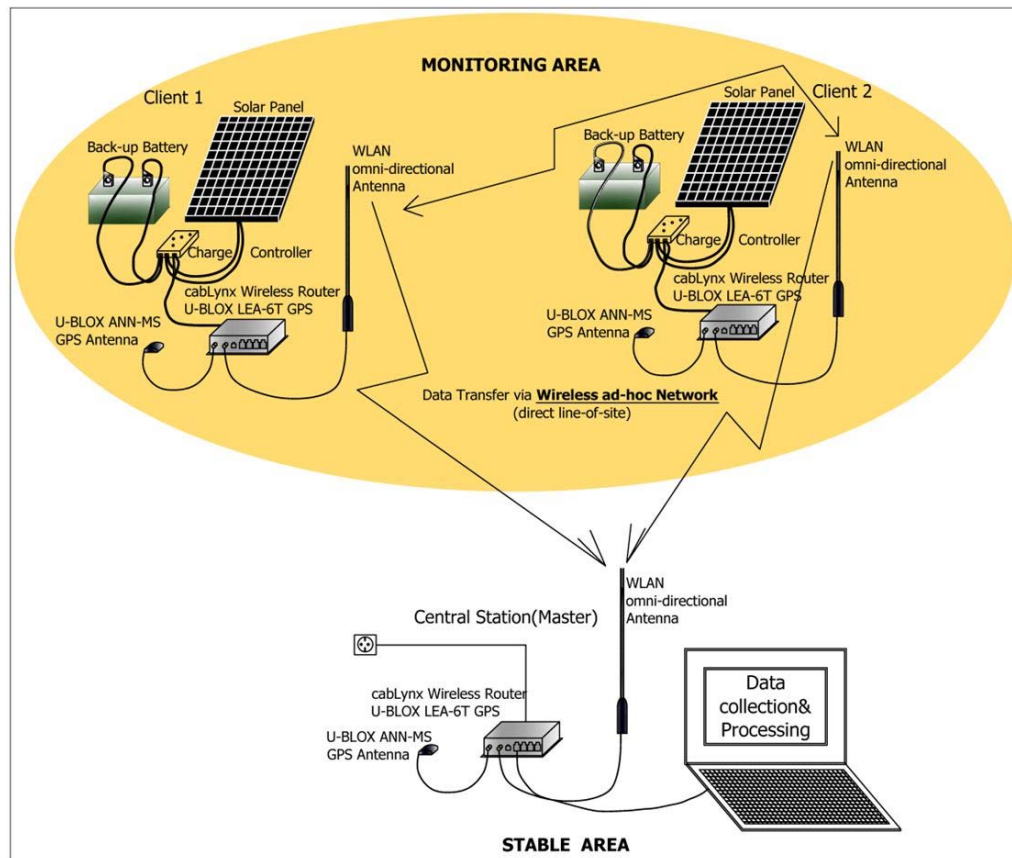 MONITORING AREA
Client 1
Solar Panel
Back-up Battery
WLAN
omni-directional
Antenna
Charge Controller
cabLynx Wireless Router
U-BLOX LEA-6T GPS
U-BLOX ANN-MS
GPS Antenna
Client 2
Solar Panel
Back-up Battery
WLAN
omni-directional
Antenna
Charge Controller
cabLynx Wireless Router
U-BLOX LEA-6T GPS
U-BLOX ANN-MS
GPS Antenna
Data Transfer via Wireless ad-hoc Network
(direct line-of-site)
WLAN
omni-directional
Antenna
Central Station(Master)
cabLynx Wireless Router
U-BLOX LEA-6T GPS
U-BLOX ANN-MS
GPS Antenna
Data
collection&
Processing
STABLE AREA